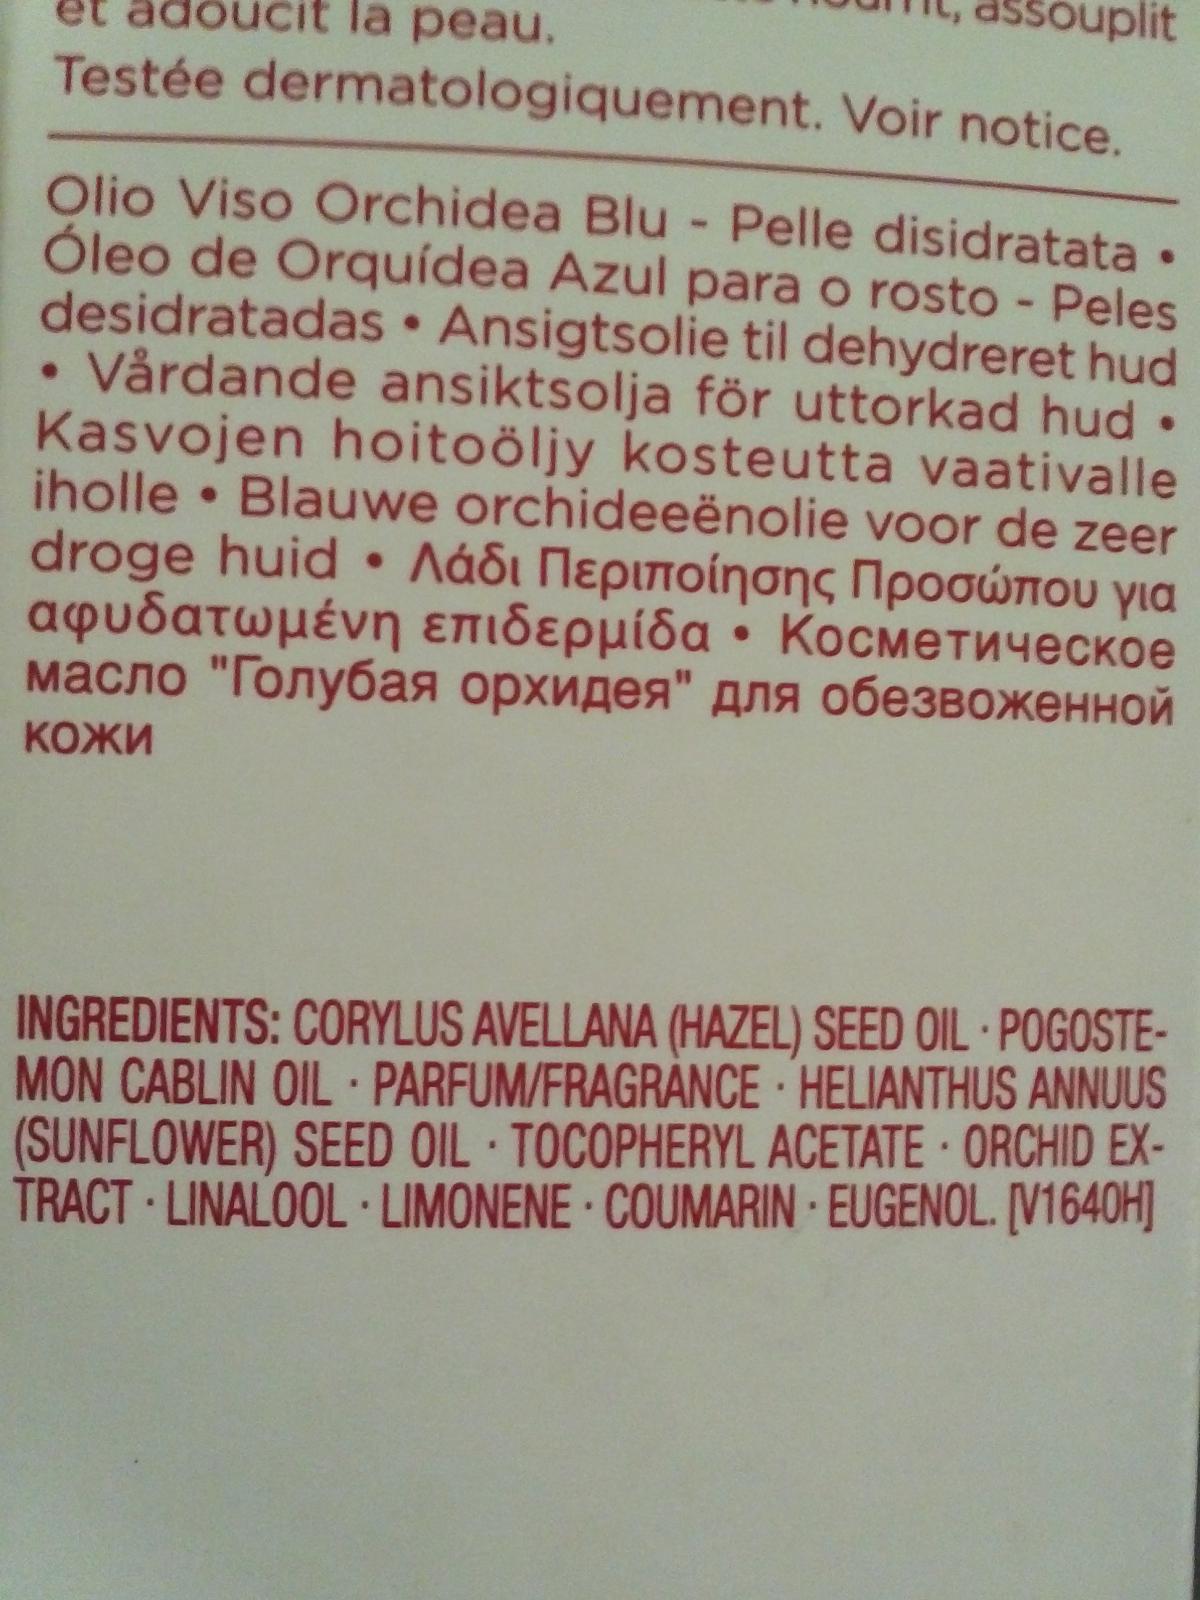 et adoucit la peau. nourrit, assouplit
Testée dermatologiquement. Voir notice.
Olio Viso Orchidea Blu - Pelle disidratata •
Óleo de Orquídea Azul para o rosto - Peles
desidratadas • Ansigtsolie til dehydreret hud
• Vårdande ansiktsolja för uttorkad hud •
Kasvojen hoitoöljy kosteutta vaativalle
iholle • Blauwe orchideeënolie voor de zeer
droge huid • Λάδι Περιποίησης Προσώπου για
αφυδατωμένη επιδερμίδα • Косметическое
масло "Голубая орхидея" для обезвоженной
кожи
INGREDIENTS: CORYLUS AVELLANA (HAZEL) SEED OIL · POGOSTE-
MON CABLIN OIL · PARFUM/FRAGRANCE · HELIANTHUS ANNUUS
(SUNFLOWER) SEED OIL · TOCOPHERYL ACETATE · ORCHID EX-
TRACT · LINALOOL · LIMONENE · COUMARIN · EUGENOL. [V1640H]